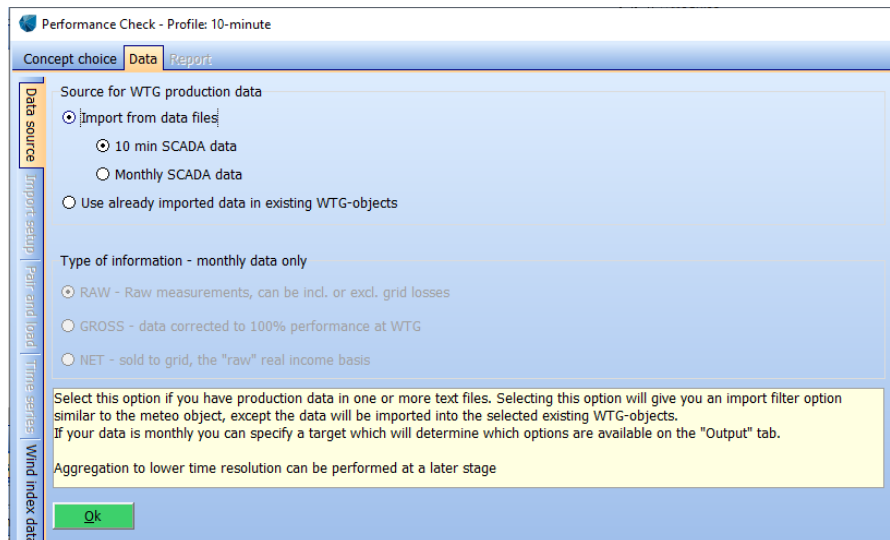 Performance Check - Profile: 10-minute
Concept choice Data Report
Data source
Import setup
Pair and load
Time series
Wind index data
Source for WTG production data
Import from data files
10 min SCADA data
Monthly SCADA data
Use already imported data in existing WTG-objects
Type of information - monthly data only
RAW - Raw measurements, can be incl. or excl. grid losses
GROSS - data corrected to 100% performance at WTG
NET - sold to grid, the "raw" real income basis
Select this option if you have production data in one or more text files. Selecting this option will give you an import filter option
similar to the meteo object, except the data will be imported into the selected existing WTG-objects.
If your data is monthly you can specify a target which will determine which options are available on the "Output" tab.
Aggregation to lower time resolution can be performed at a later stage
Ok